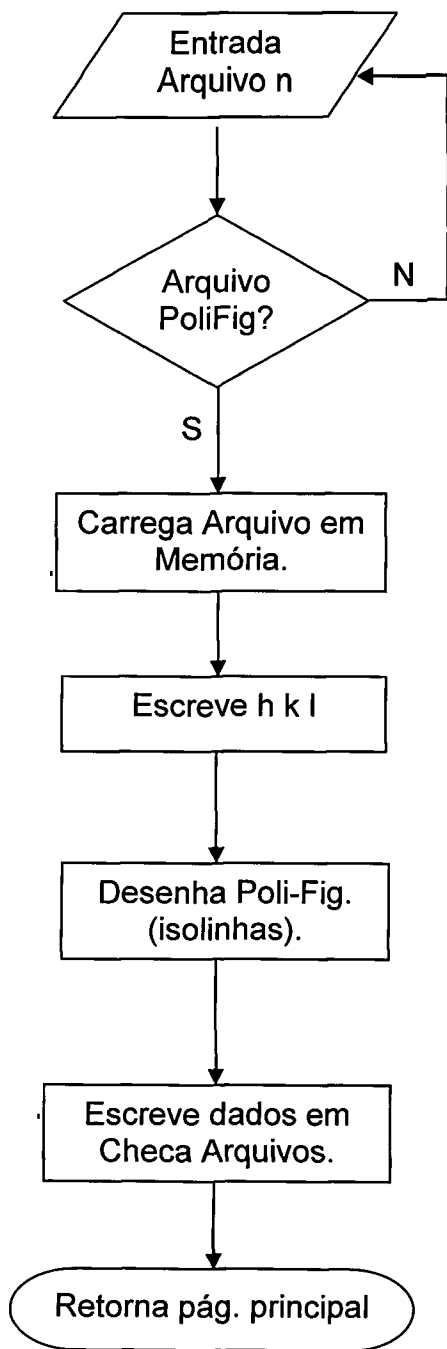 Entrada
Arquivo n
Arquivo
PoliFig?
N
S
Carrega Arquivo em
Memória.
Escreve h k l
Desenha Poli-Fig.
(isolinhas).
Escreve dados em
Checa Arquivos.
Retorna pág. principal